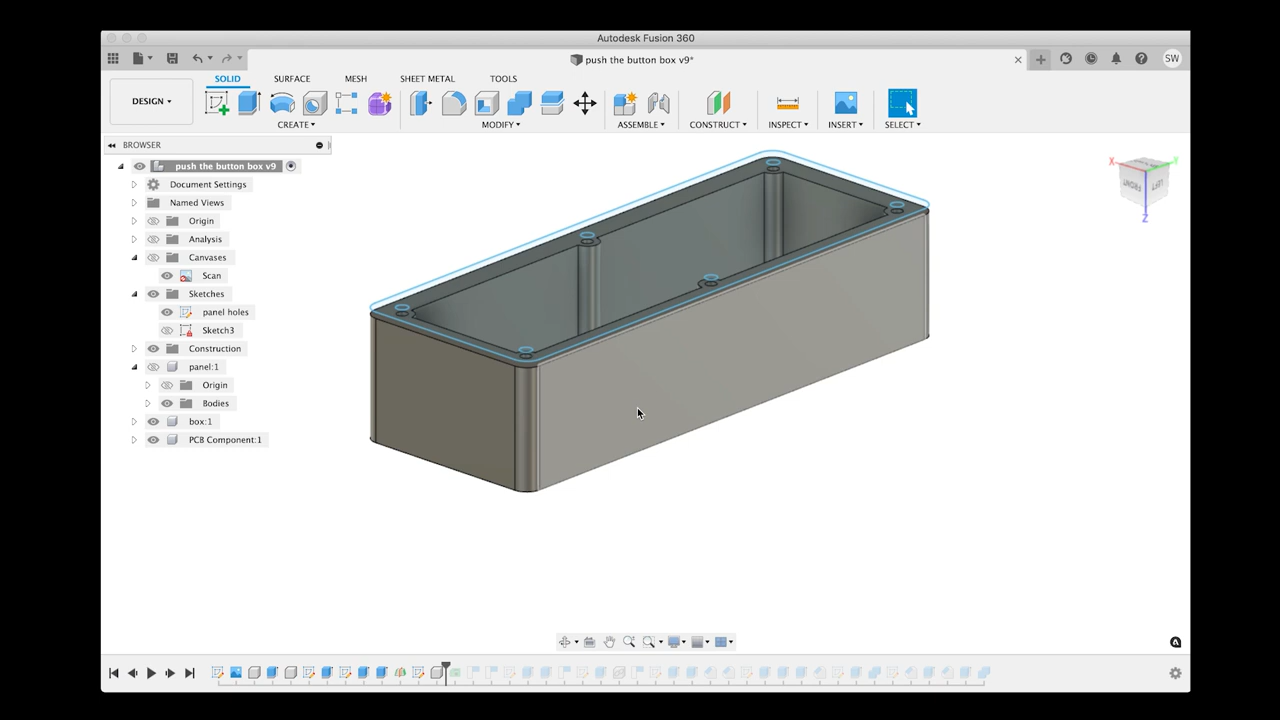 Autodesk Fusion 360
push the button box v9*
SW
SOLID SURFACE MESH SHEET METAL TOOLS
DESIGN
CREATE MODIFY ASSEMBLE CONSTRUCT INSPECT INSERT SELECT
BROWSER
push the button box v9
Document Settings
Named Views
Origin
Analysis
Canvases
Scan
Sketches
panel holes
Sketch3
Construction
panel:1
Origin
Bodies
box:1
PCB Component:1
X
Y
FRONT
LEFT
Z